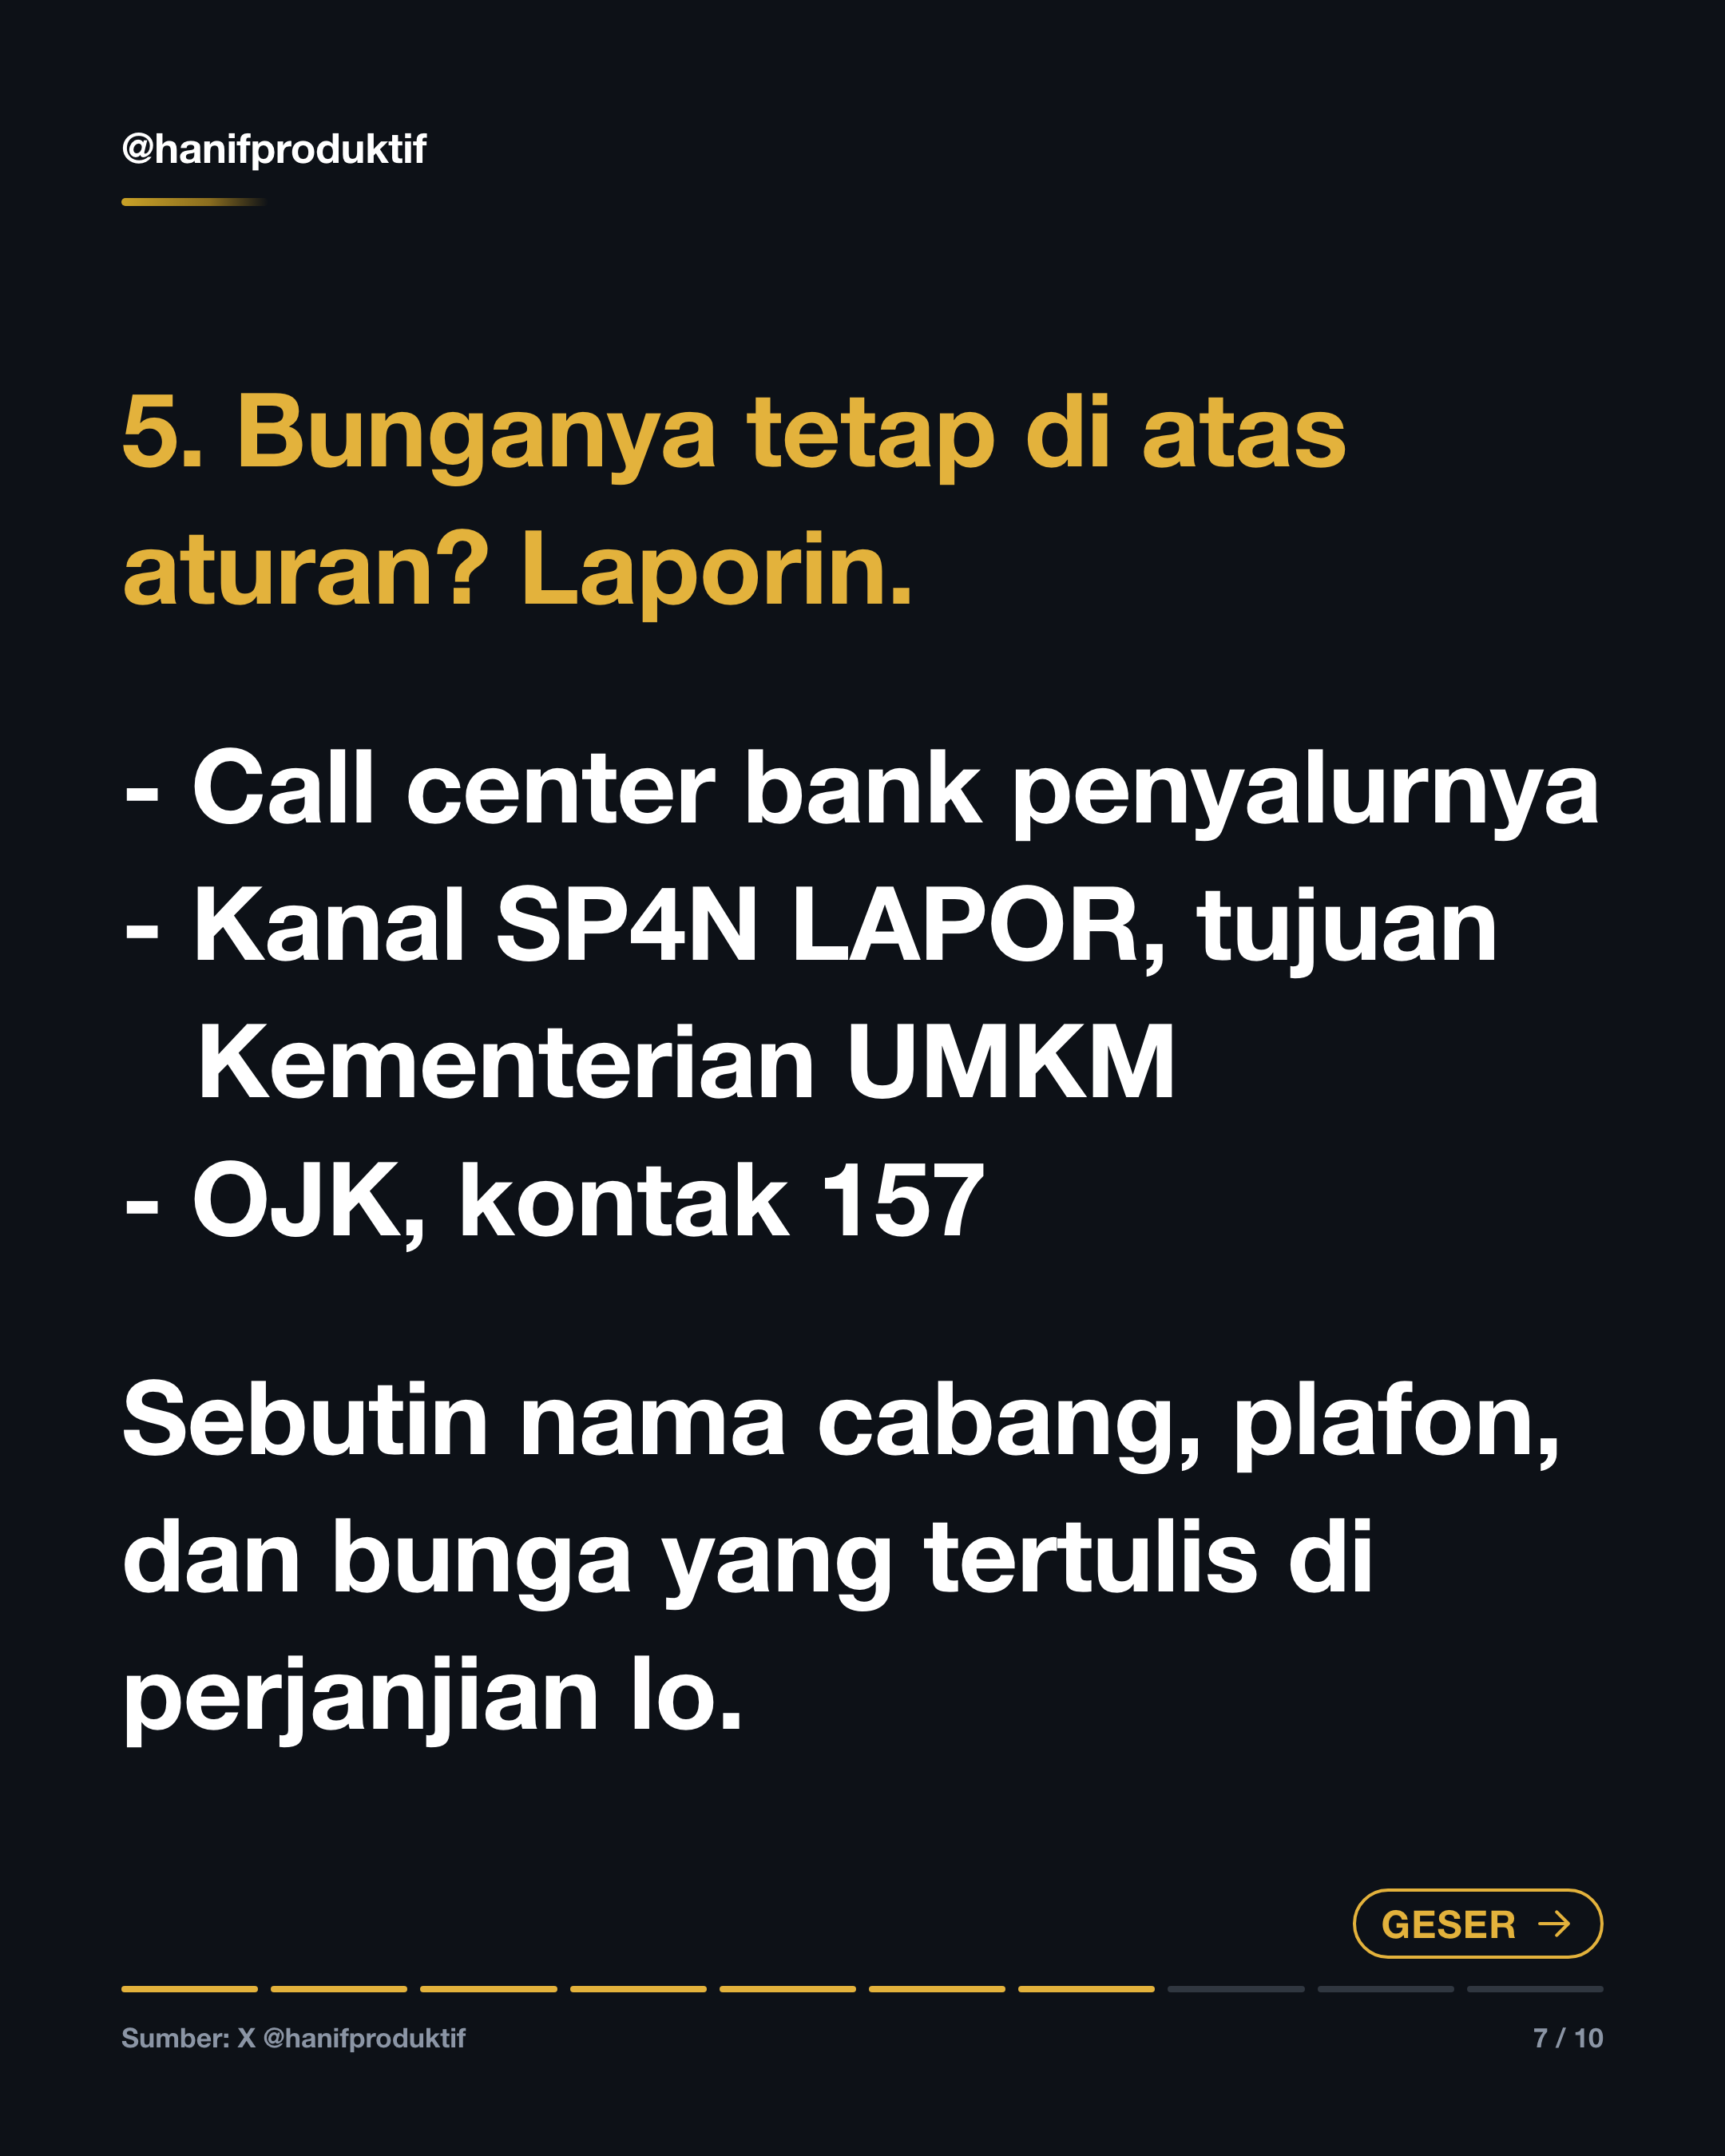 @hanifproduktif
5. Bunganya tetap di atas
aturan? Laporin.
- Call center bank penyalurnya
- Kanal SP4N LAPOR, tujuan
Kementerian UMKM
- OJK, kontak 157
Sebutin nama cabang, plafon,
dan bunga yang tertulis di
perjanjian lo.
GESER →
Sumber: X @hanifproduktif
7 / 10